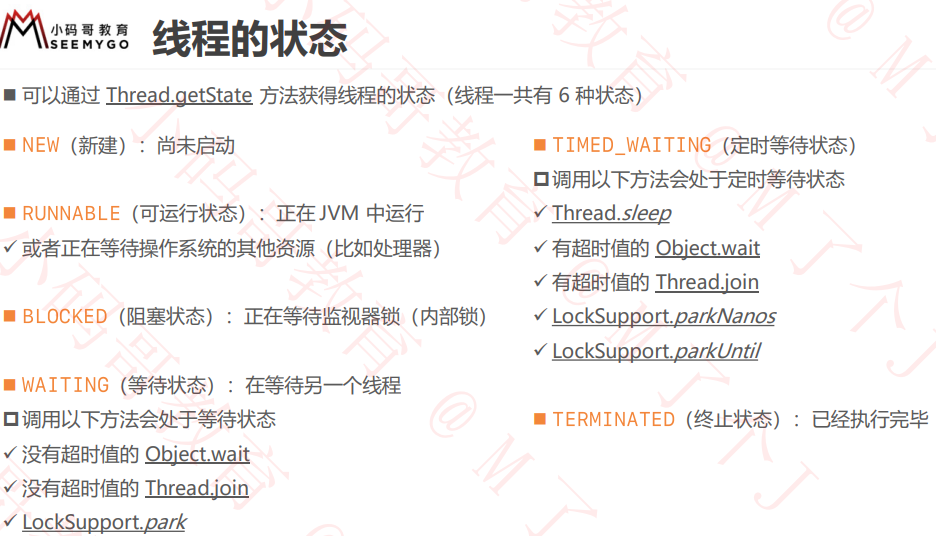 小码哥教育
SEEMYGO
线程的状态
■ 可以通过 Thread.getState 方法获得线程的状态（线程一共有 6 种状态）
■ NEW（新建）：尚未启动
■ RUNNABLE（可运行状态）：正在 JVM 中运行
✓ 或者正在等待操作系统的其他资源（比如处理器）
■ BLOCKED（阻塞状态）：正在等待监视器锁（内部锁）
■ WAITING（等待状态）：在等待另一个线程
调用以下方法会处于等待状态
✓ 没有超时值的 Object.wait
✓ 没有超时值的 Thread.join
✓ LockSupport.park
■ TIMED_WAITING（定时等待状态）
调用以下方法会处于定时等待状态
✓ Thread.sleep
✓ 有超时值的 Object.wait
✓ 有超时值的 Thread.join
✓ LockSupport.parkNanos
✓ LockSupport.parkUntil
■ TERMINATED（终止状态）：已经执行完毕
小码哥教育 @M了个J